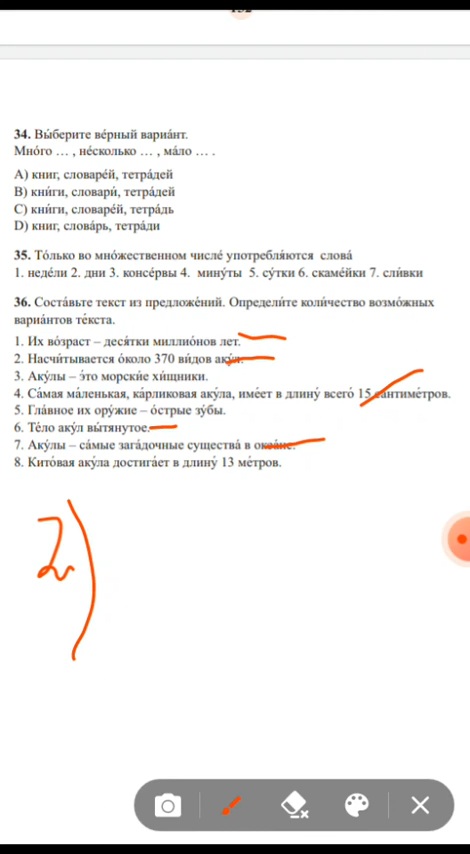 34. Вы́берите ве́рный вариа́нт.
Мно́го … , не́сколько … , ма́ло … .
A) книг, словаре́й, тетра́дей
B) кни́ги, словари́, тетра́дей
C) кни́ги, словаре́й, тетра́дь
D) книг, слова́рь, тетра́ди
35. То́лько во мно́жественном числе́ употребля́ются слова́
1. неде́ли 2. дни 3. консе́рвы 4. мину́ты 5. су́тки 6. скаме́йки 7. сли́вки
36. Соста́вьте текст из предложе́ний. Определи́те коли́чество возмо́жных
вариа́нтов те́кста.
1. Их во́зраст – деся́тки миллио́нов лет.
2. Насчи́тывается о́коло 370 ви́дов аку́л.
3. Аку́лы – э́то морски́е хи́щники.
4. Са́мая ма́ленькая, ка́рликовая аку́ла, име́ет в длину́ всего́ 15 сантиме́тров.
5. Гла́вное их ору́жие – о́стрые зу́бы.
6. Те́ло аку́л вы́тянутое.
7. Аку́лы – са́мые зага́дочные существа́ в океа́не.
8. Кито́вая аку́ла достига́ет в длину́ 13 ме́тров.
2)